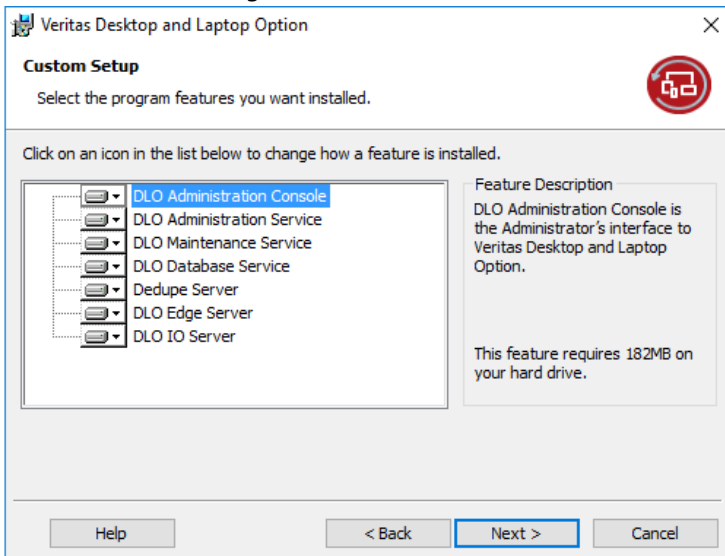 Veritas Desktop and Laptop Option
Custom Setup
Select the program features you want installed.
Click on an icon in the list below to change how a feature is installed.
DLO Administration Console
DLO Administration Service
DLO Maintenance Service
DLO Database Service
Dedupe Server
DLO Edge Server
DLO IO Server
Feature Description
DLO Administration Console is
the Administrator's interface to
Veritas Desktop and Laptop
Option.
This feature requires 182MB on
your hard drive.
Help
< Back
Next >
Cancel